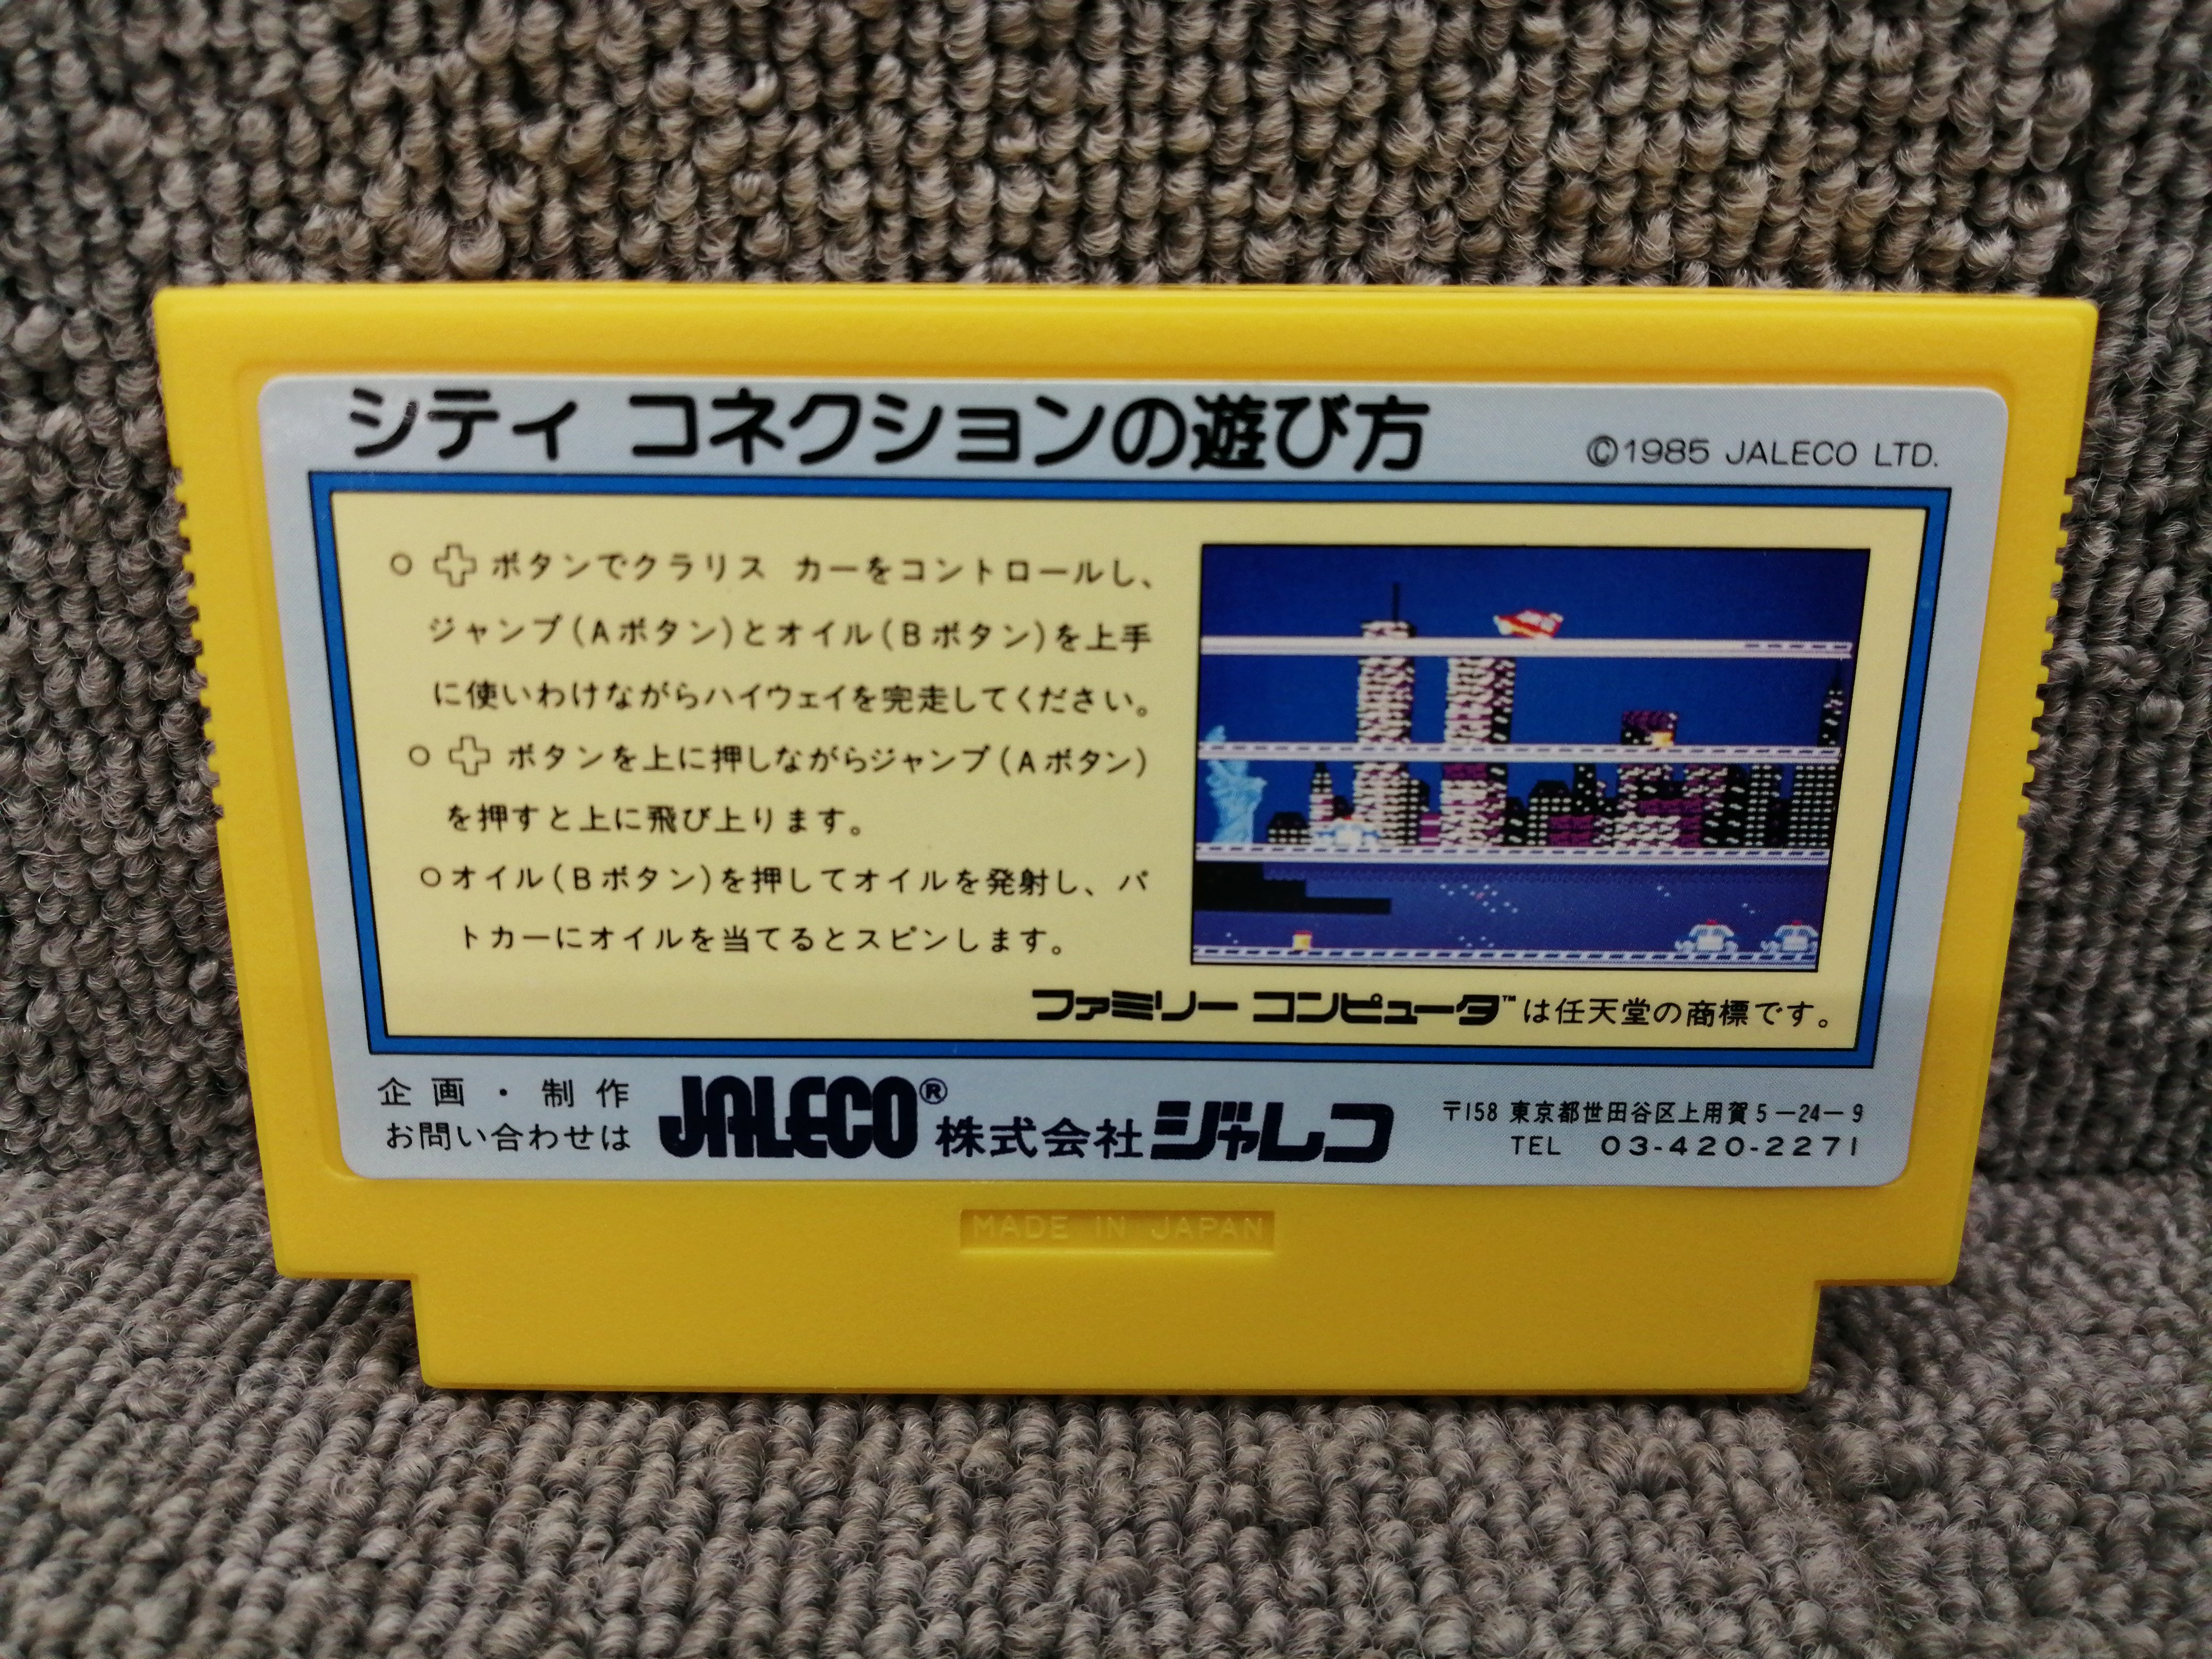 シティ コネクションの遊び方
©1985 JALECO LTD.
○ ✚ ボタンでクラリス カーをコントロールし、
ジャンプ(Aボタン)とオイル(Bボタン)を上手
に使いわけながらハイウェイを完走してください。
○ ✚ ボタンを上に押しながらジャンプ(Aボタン)
を押すと上に飛び上ります。
○オイル(Bボタン)を押してオイルを発射し、パ
トカーにオイルを当てるとスピンします。
ファミリー コンピュータ™は任天堂の商標です。
企画・制作
お問い合わせは
JALECO® 株式会社ジャレコ
〒158 東京都世田谷区上用賀5-24-9
TEL 03-420-2271
MADE IN JAPAN